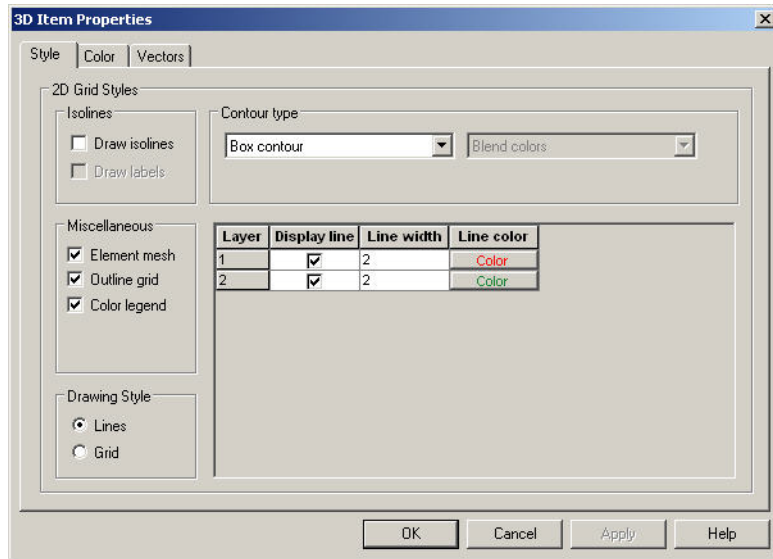 3D Item Properties
Style Color Vectors
2D Grid Styles
Isolines
Draw isolines
Draw labels
Contour type
Box contour Blend colors
Miscellaneous
Element mesh
Outline grid
Color legend
Layer Display line Line width Line color
1 2 Color
2 2 Color
Drawing Style
Lines
Grid
OK Cancel Apply Help